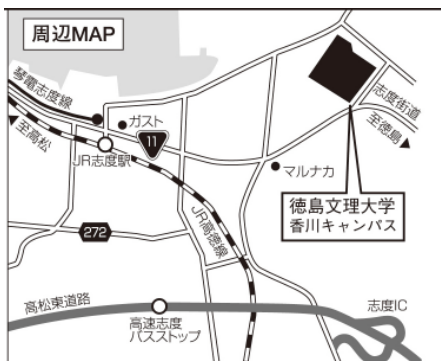 周辺MAP
琴電志度線
ガスト
志度街道
至徳島
至高松
11
JR志度駅
マルナカ
徳島文理大学
香川キャンパス
272
JR高徳線
高松東道路
志度IC
高速志度
バスストップ